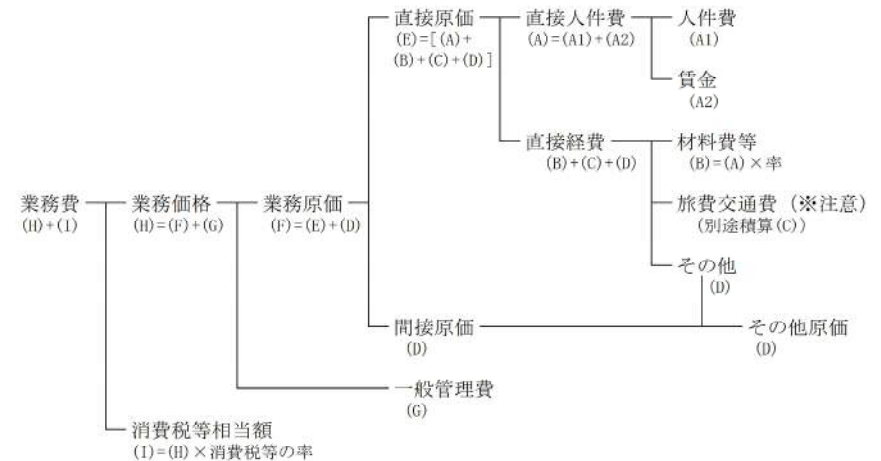 直接原価
(E)=[(A)+
(B)+(C)+(D)]
直接人件費
(A)=(A1)+(A2)
人件費
(A1)
賃金
(A2)
直接経費
(B)+(C)+(D)
材料費等
(B)=(A)×率
業務費
(H)+(I)
業務価格
(H)=(F)+(G)
業務原価
(F)=(E)+(D)
旅費交通費（※注意）
(別途積算(C))
その他
(D)
間接原価
(D)
その他原価
(D)
一般管理費
(G)
消費税等相当額
(I)=(H)×消費税等の率